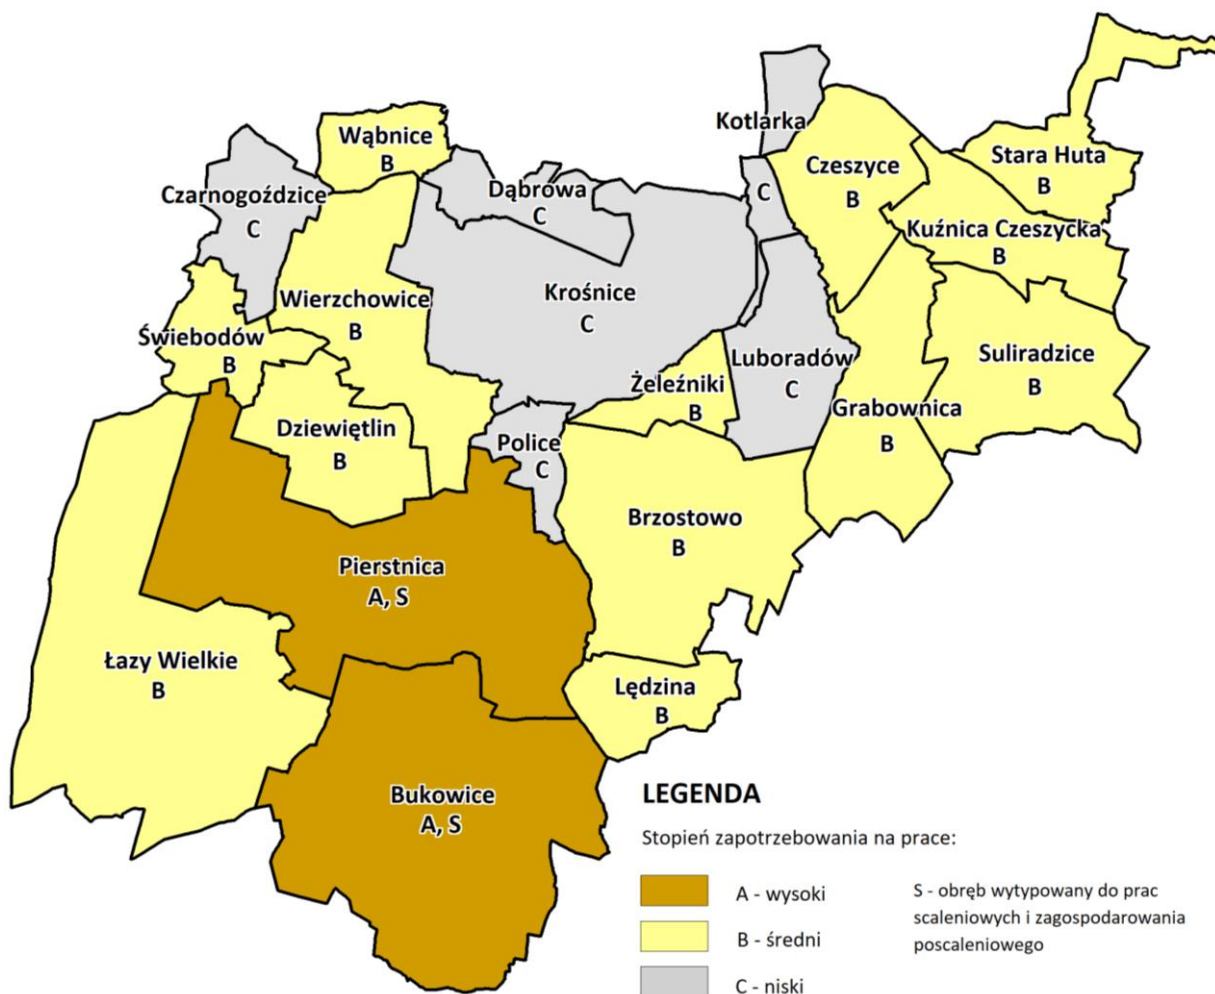 Kotlarka
C
Wąbnice
B
Stara Huta
B
Czeszyce
B
Czarnogoździce
C
Dąbrowa
C
Kuźnica Czeszycka
B
Krośnice
C
Wierzchowice
B
Świebodów
B
Luboradów
C
Suliradzice
B
Żeleźniki
B
Grabownica
B
Dziewiętlin
B
Police
C
Brzostowo
B
Pierstnica
A, S
Łazy Wielkie
B
Lędzina
B
Bukowice
A, S
LEGENDA
Stopień zapotrzebowania na prace:
A - wysoki
B - średni
C - niski
S - obręb wytypowany do prac
scaleniowych i zagospodarowania
poscaleniowego